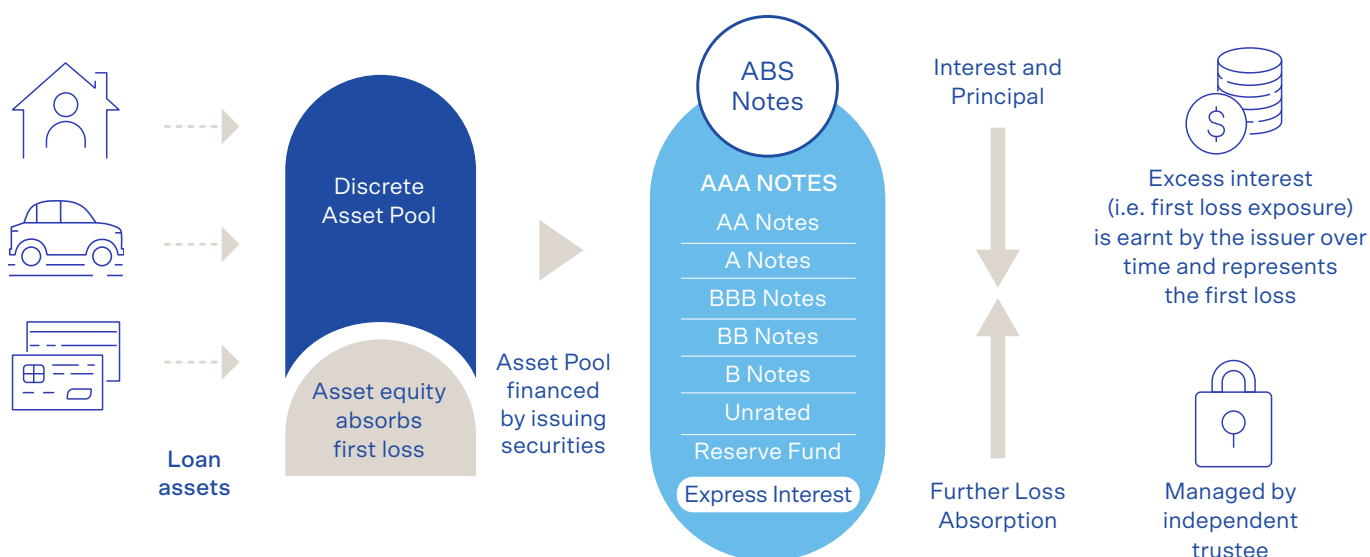 Loan
assets
Discrete
Asset Pool
Asset equity
absorbs
first loss
Asset Pool
financed
by issuing
securities
ABS
Notes
AAA NOTES
AA Notes
A Notes
BBB Notes
BB Notes
B Notes
Unrated
Reserve Fund
Express Interest
Interest and
Principal
Further Loss
Absorption
$
Excess interest
(i.e. first loss exposure)
is earnt by the issuer over
time and represents
the first loss
Managed by
independent
trustee